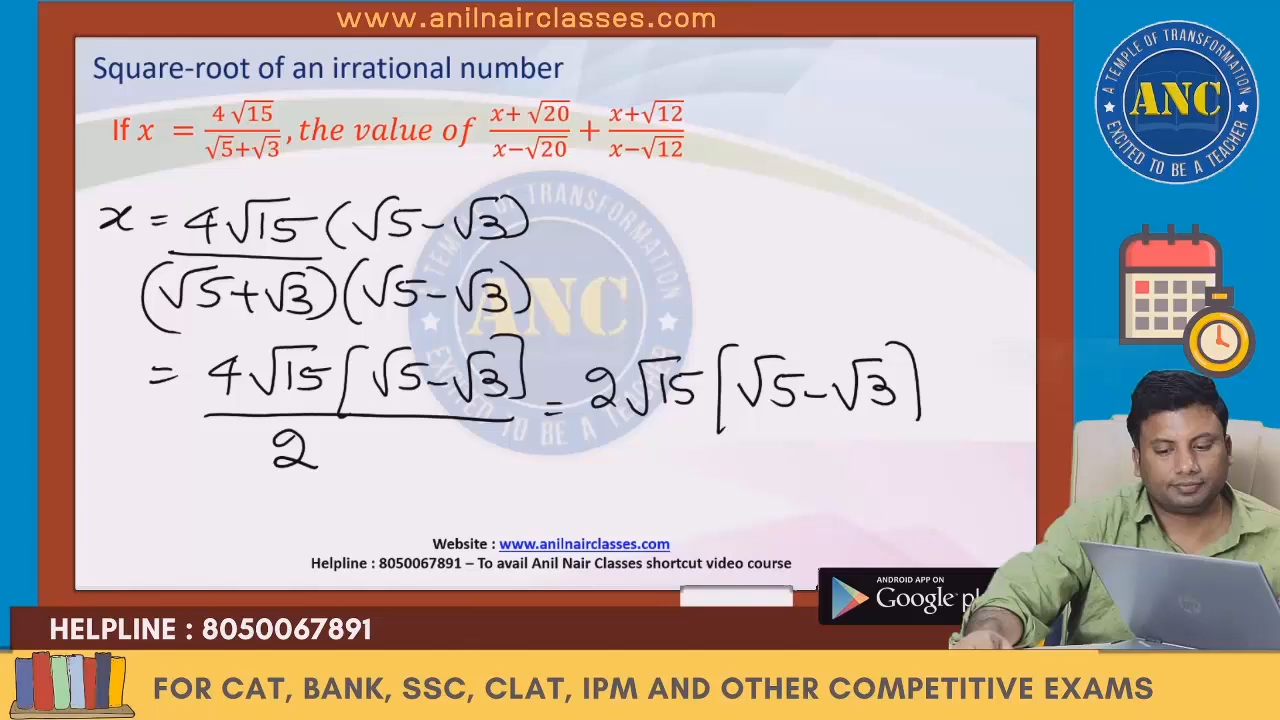 www.anilnairclasses.com
Square-root of an irrational number
If x = 4√15/(√5+√3), the value of (x+√20)/(x−√20) + (x+√12)/(x−√12)
x = 4√15 (√5−√3)
(√5+√3)(√5−√3)
= 4√15 [√5−√3] / 2 = 2√15 [√5−√3]
Website : www.anilnairclasses.com
Helpline : 8050067891 – To avail Anil Nair Classes shortcut video course
A TEMPLE OF TRANSFORMATION
ANC
EXCITED TO BE A TEACHER
ANDROID APP ON
Google pl
HELPLINE : 8050067891
FOR CAT, BANK, SSC, CLAT, IPM AND OTHER COMPETITIVE EXAMS